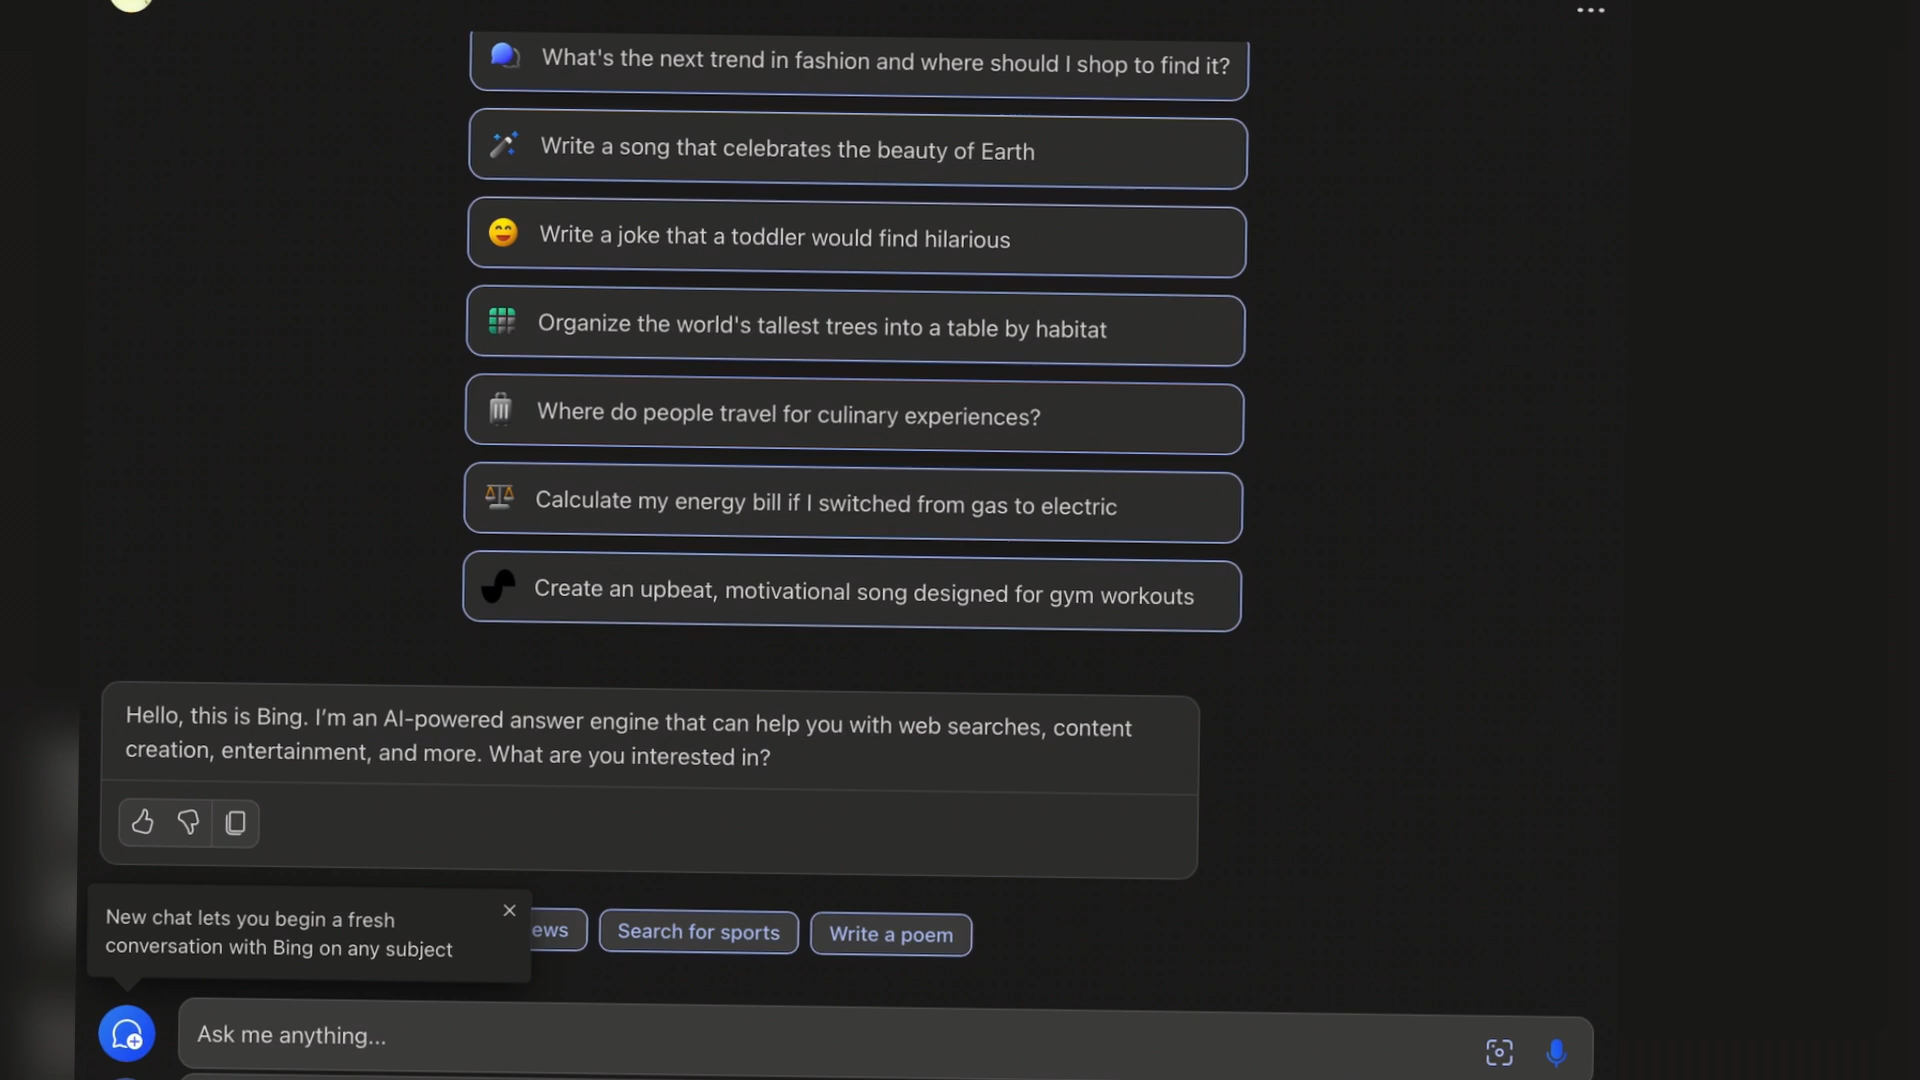 What's the next trend in fashion and where should I shop to find it?
Write a song that celebrates the beauty of Earth
Write a joke that a toddler would find hilarious
Organize the world's tallest trees into a table by habitat
Where do people travel for culinary experiences?
Calculate my energy bill if I switched from gas to electric
Create an upbeat, motivational song designed for gym workouts
Hello, this is Bing. I’m an AI-powered answer engine that can help you with web searches, content
creation, entertainment, and more. What are you interested in?
New chat lets you begin a fresh
conversation with Bing on any subject
ews
Search for sports
Write a poem
Ask me anything...